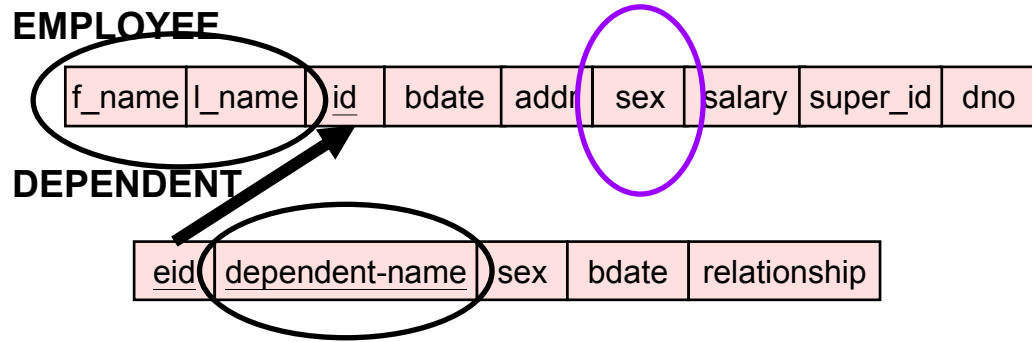 EMPLOYEE
f_name l_name id bdate addr sex salary super_id dno
DEPENDENT
eid dependent-name sex bdate relationship